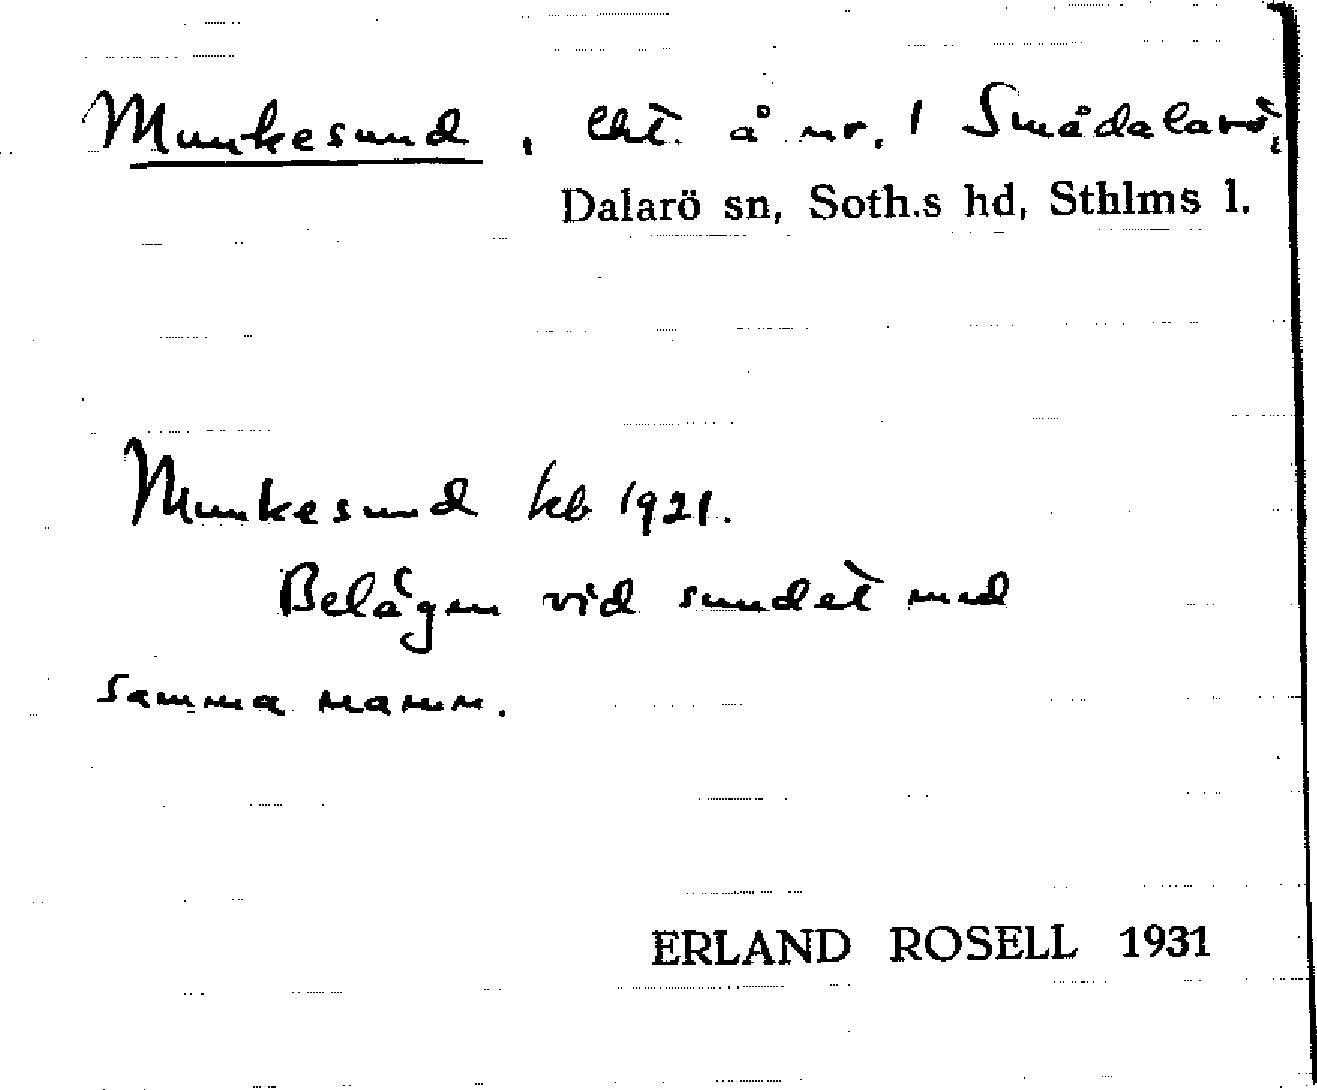 Munkesund, lht. å nr. 1 Smådalarö,
Dalarö sn, Soth.s hd, Sthlms l.
Munkesund kb 1921.
Belägen vid sundet med
samma namn.
ERLAND ROSELL 1931